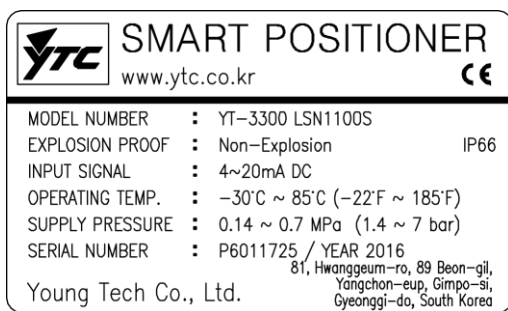 YTC SMART POSITIONER
www.ytc.co.kr CE
MODEL NUMBER : YT-3300 LSN1100S
EXPLOSION PROOF : Non-Explosion IP66
INPUT SIGNAL : 4~20mA DC
OPERATING TEMP. : -30°C ~ 85°C (-22°F ~ 185°F)
SUPPLY PRESSURE : 0.14 ~ 0.7 MPa (1.4 ~ 7 bar)
SERIAL NUMBER : P6011725 / YEAR 2016
81, Hwanggeum-ro, 89 Beon-gil,
Yangchon-eup, Gimpo-si,
Gyeonggi-do, South Korea
Young Tech Co., Ltd.